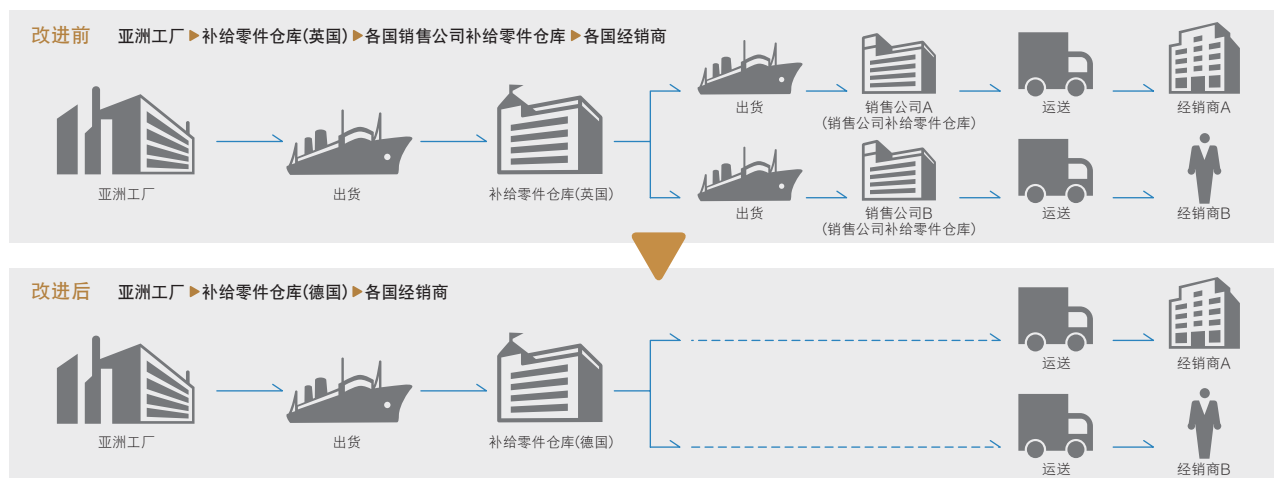 改进前 亚洲工厂▶补给零件仓库(英国)▶各国销售公司补给零件仓库▶各国经销商
出货
销售公司A
(销售公司补给零件仓库)
运送
经销商A
亚洲工厂
出货
补给零件仓库(英国)
出货
销售公司B
(销售公司补给零件仓库)
运送
经销商B
改进后 亚洲工厂▶补给零件仓库(德国)▶各国经销商
运送
经销商A
亚洲工厂
出货
补给零件仓库(德国)
运送
经销商B